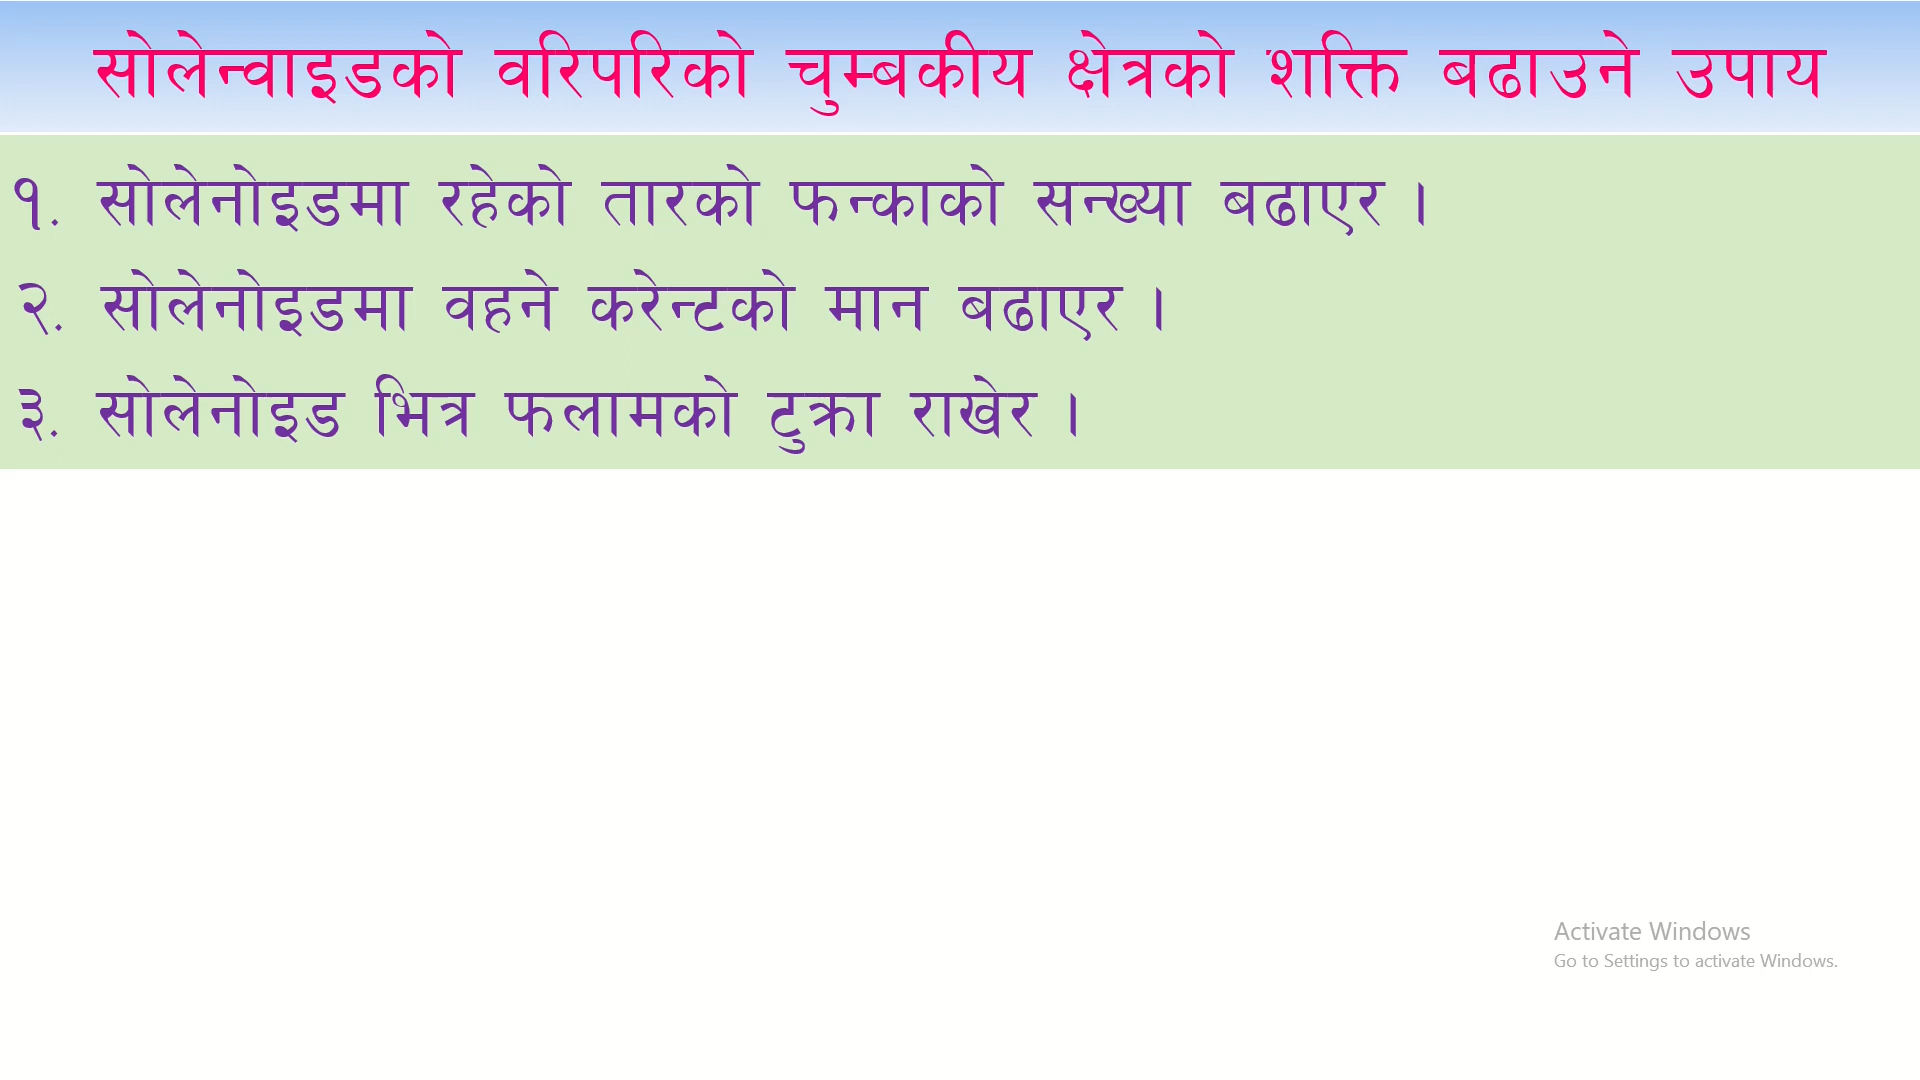 सोलेन्वाइडको वरिपरिको चुम्बकीय क्षेत्रको शक्ति बढाउने उपाय
१. सोलेनोइडमा रहेको तारको फन्काको सन्ख्या बढाएर ।
२. सोलेनोइडमा वहने करेन्टको मान बढाएर ।
३. सोलेनोइड भित्र फलामको टुक्रा राखेर ।
Activate Windows
Go to Settings to activate Windows.